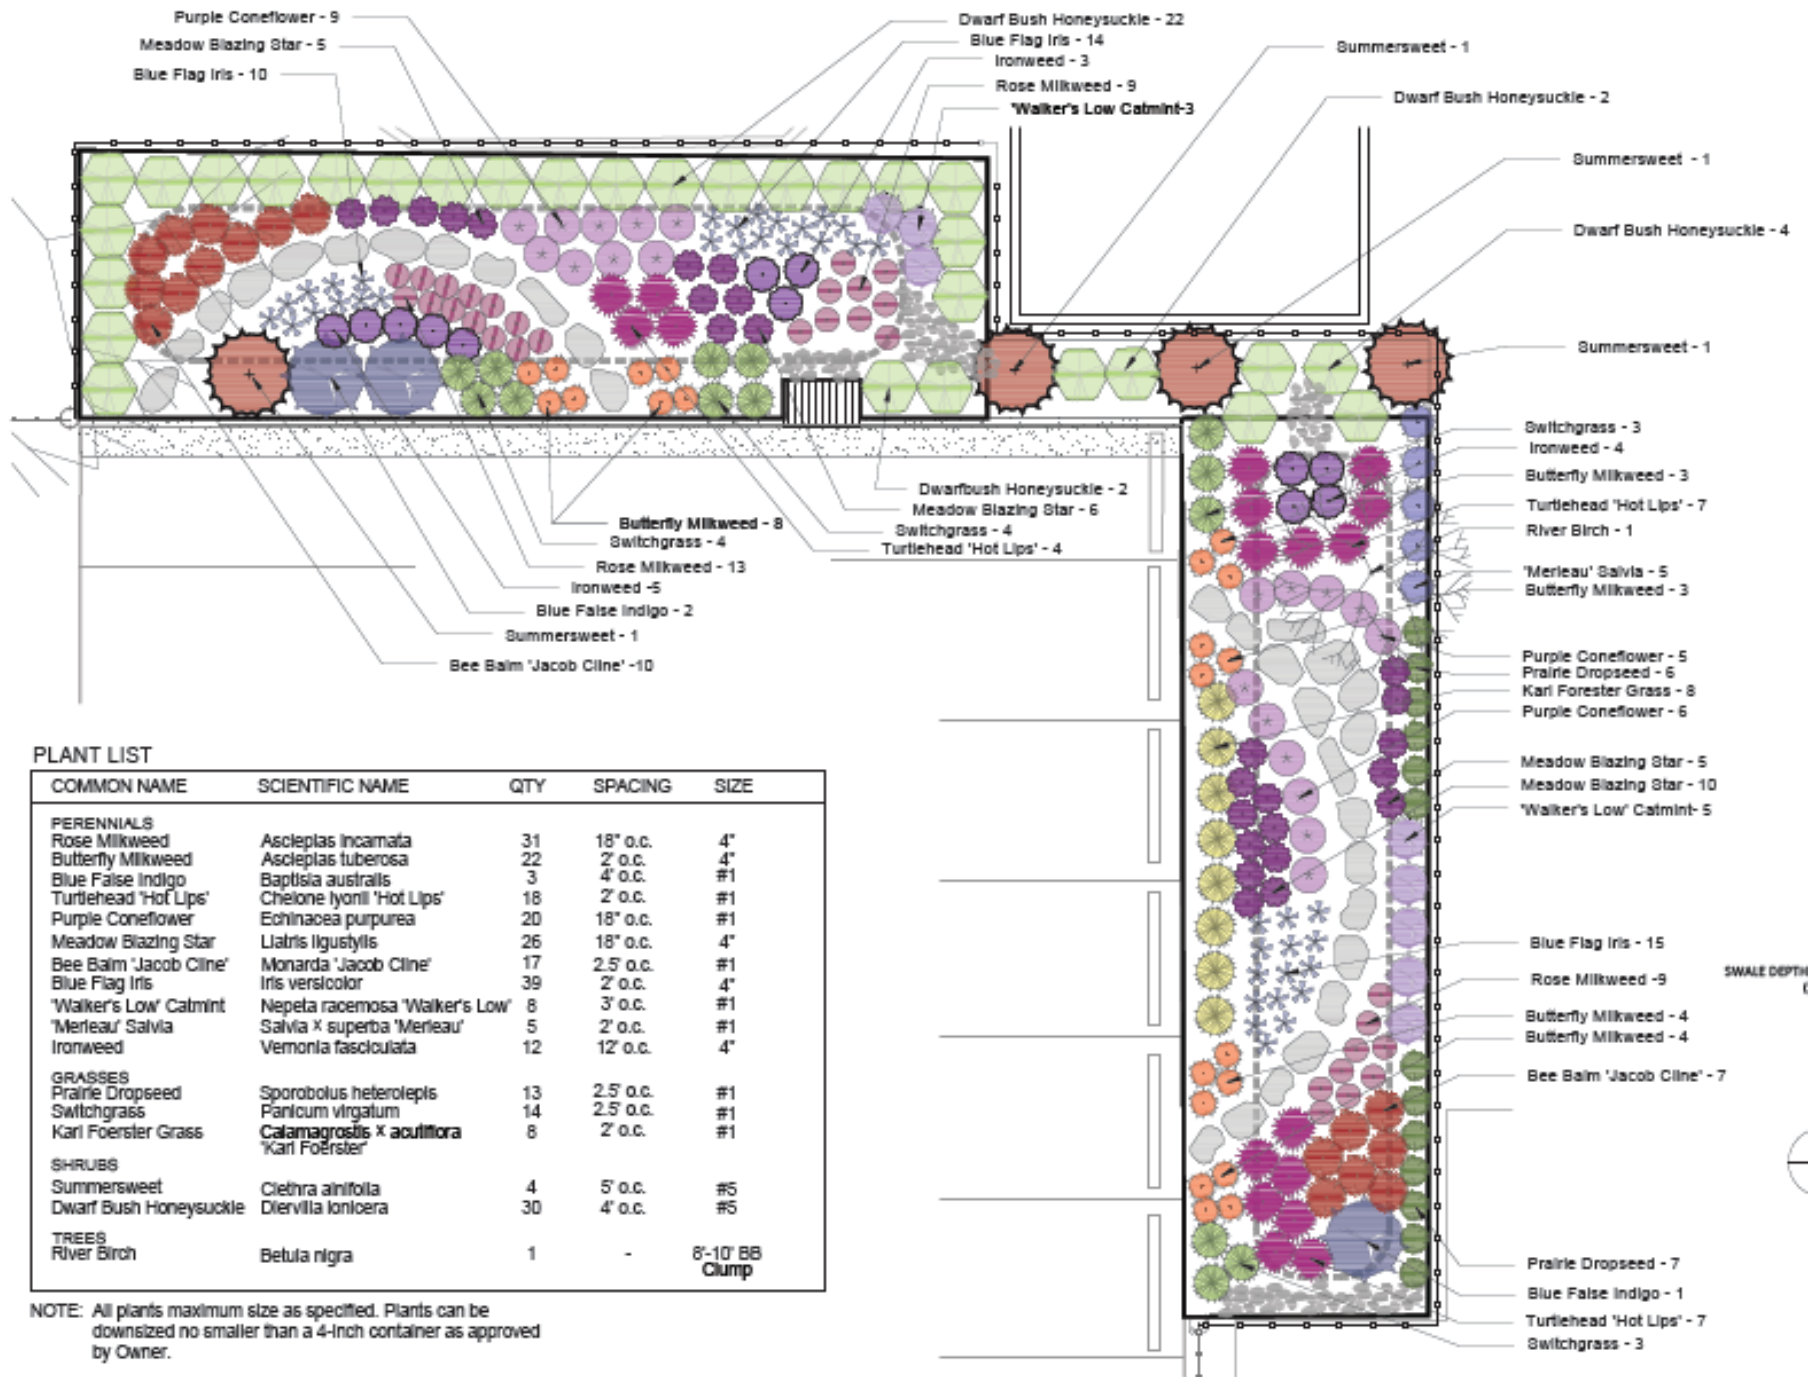 Purple Coneflower - 9
Meadow Blazing Star - 5
Blue Flag Iris - 10
Dwarf Bush Honeysuckle - 22
Blue Flag Iris - 14
Ironweed - 3
Rose Milkweed - 9
'Walker's Low Catmint-3
Summersweet - 1
Dwarf Bush Honeysuckle - 2
Summersweet - 1
Dwarf Bush Honeysuckle - 4
Summersweet - 1
Switchgrass - 3
Ironweed - 4
Butterfly Milkweed - 3
Turtlehead 'Hot Lips' - 7
River Birch - 1
'Merleau' Salvia - 5
Butterfly Milkweed - 3
Purple Coneflower - 5
Prairie Dropseed - 6
Karl Forester Grass - 8
Purple Coneflower - 6
Meadow Blazing Star - 5
Meadow Blazing Star - 10
'Walker's Low' Catmint- 5
Blue Flag Iris - 15
Rose Milkweed -9
Butterfly Milkweed - 4
Butterfly Milkweed - 4
Bee Balm 'Jacob Cline' - 7
Prairie Dropseed - 7
Blue False Indigo - 1
Turtlehead 'Hot Lips' - 7
Switchgrass - 3
SWALE DEPTH
Dwarfbush Honeysuckle - 2
Meadow Blazing Star - 6
Switchgrass - 4
Turtlehead 'Hot Lips' - 4
Butterfly Milkweed - 8
Switchgrass - 4
Rose Milkweed - 13
Ironweed -5
Blue False Indigo - 2
Summersweet - 1
Bee Balm 'Jacob Cline' -10
PLANT LIST
COMMON NAME SCIENTIFIC NAME QTY SPACING SIZE
PERENNIALS
Rose Milkweed Asclepias incarnata 31 18" o.c. 4"
Butterfly Milkweed Asclepias tuberosa 22 2' o.c. 4"
Blue False Indigo Baptisia australis 3 4' o.c. #1
Turtlehead 'Hot Lips' Chelone lyonii 'Hot Lips' 18 2' o.c. #1
Purple Coneflower Echinacea purpurea 20 18" o.c. #1
Meadow Blazing Star Liatris ligustylis 26 18" o.c. 4"
Bee Balm 'Jacob Cline' Monarda 'Jacob Cline' 17 2.5' o.c. #1
Blue Flag Iris Iris versicolor 39 2' o.c. 4"
'Walker's Low' Catmint Nepeta racemosa 'Walker's Low' 8 3' o.c. #1
'Merleau' Salvia Salvia x superba 'Merleau' 5 2' o.c. #1
Ironweed Vernonia fasciculata 12 12' o.c. 4"
GRASSES
Prairie Dropseed Sporobolus heterolepis 13 2.5' o.c. #1
Switchgrass Panicum virgatum 14 2.5' o.c. #1
Karl Foerster Grass Calamagrostis x acutiflora 8 2' o.c. #1
'Karl Foerster'
SHRUBS
Summersweet Clethra alnifolia 4 5' o.c. #5
Dwarf Bush Honeysuckle Diervilla lonicera 30 4' o.c. #5
TREES
River Birch Betula nigra 1 - 8'-10' BB
Clump
NOTE: All plants maximum size as specified. Plants can be
downsized no smaller than a 4-inch container as approved
by Owner.